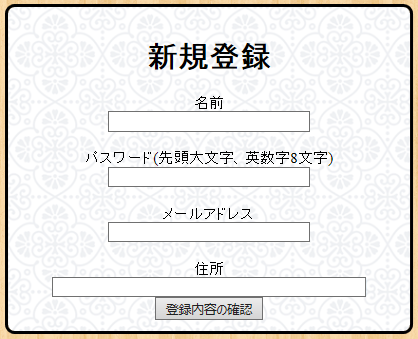 新規登録
名前
パスワード(先頭大文字、英数字8文字)
メールアドレス
住所
登録内容の確認